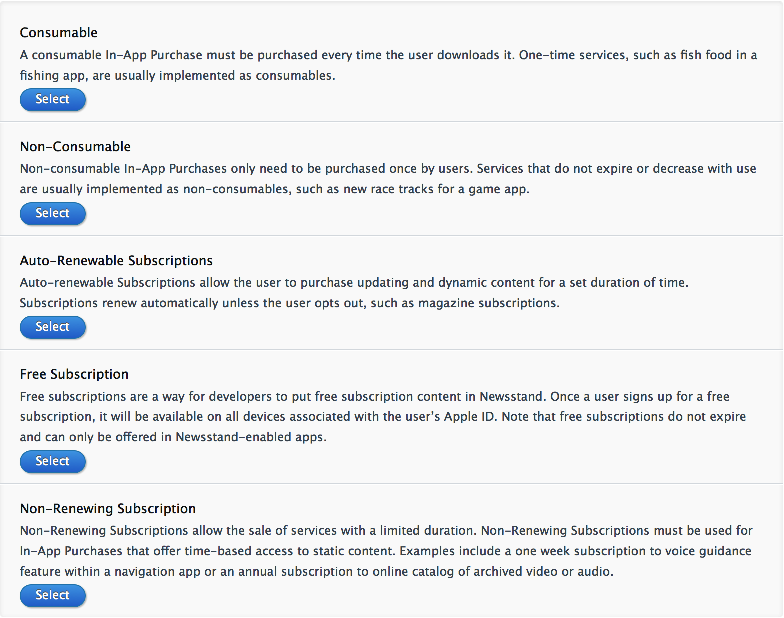 Consumable
A consumable In-App Purchase must be purchased every time the user downloads it. One-time services, such as fish food in a
fishing app, are usually implemented as consumables.
Select
Non-Consumable
Non-consumable In-App Purchases only need to be purchased once by users. Services that do not expire or decrease with use
are usually implemented as non-consumables, such as new race tracks for a game app.
Select
Auto-Renewable Subscriptions
Auto-renewable Subscriptions allow the user to purchase updating and dynamic content for a set duration of time.
Subscriptions renew automatically unless the user opts out, such as magazine subscriptions.
Select
Free Subscription
Free subscriptions are a way for developers to put free subscription content in Newsstand. Once a user signs up for a free
subscription, it will be available on all devices associated with the user's Apple ID. Note that free subscriptions do not expire
and can only be offered in Newsstand-enabled apps.
Select
Non-Renewing Subscription
Non-Renewing Subscriptions allow the sale of services with a limited duration. Non-Renewing Subscriptions must be used for
In-App Purchases that offer time-based access to static content. Examples include a one week subscription to voice guidance
feature within a navigation app or an annual subscription to online catalog of archived video or audio.
Select